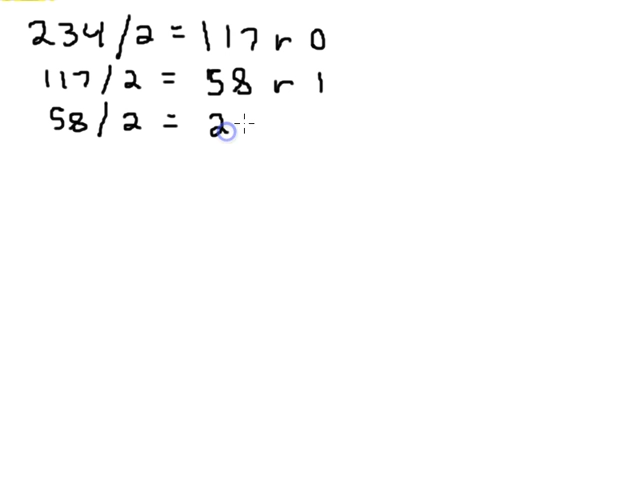 234/2 = 117 r 0
117/2 = 58 r 1
58/2 = 2